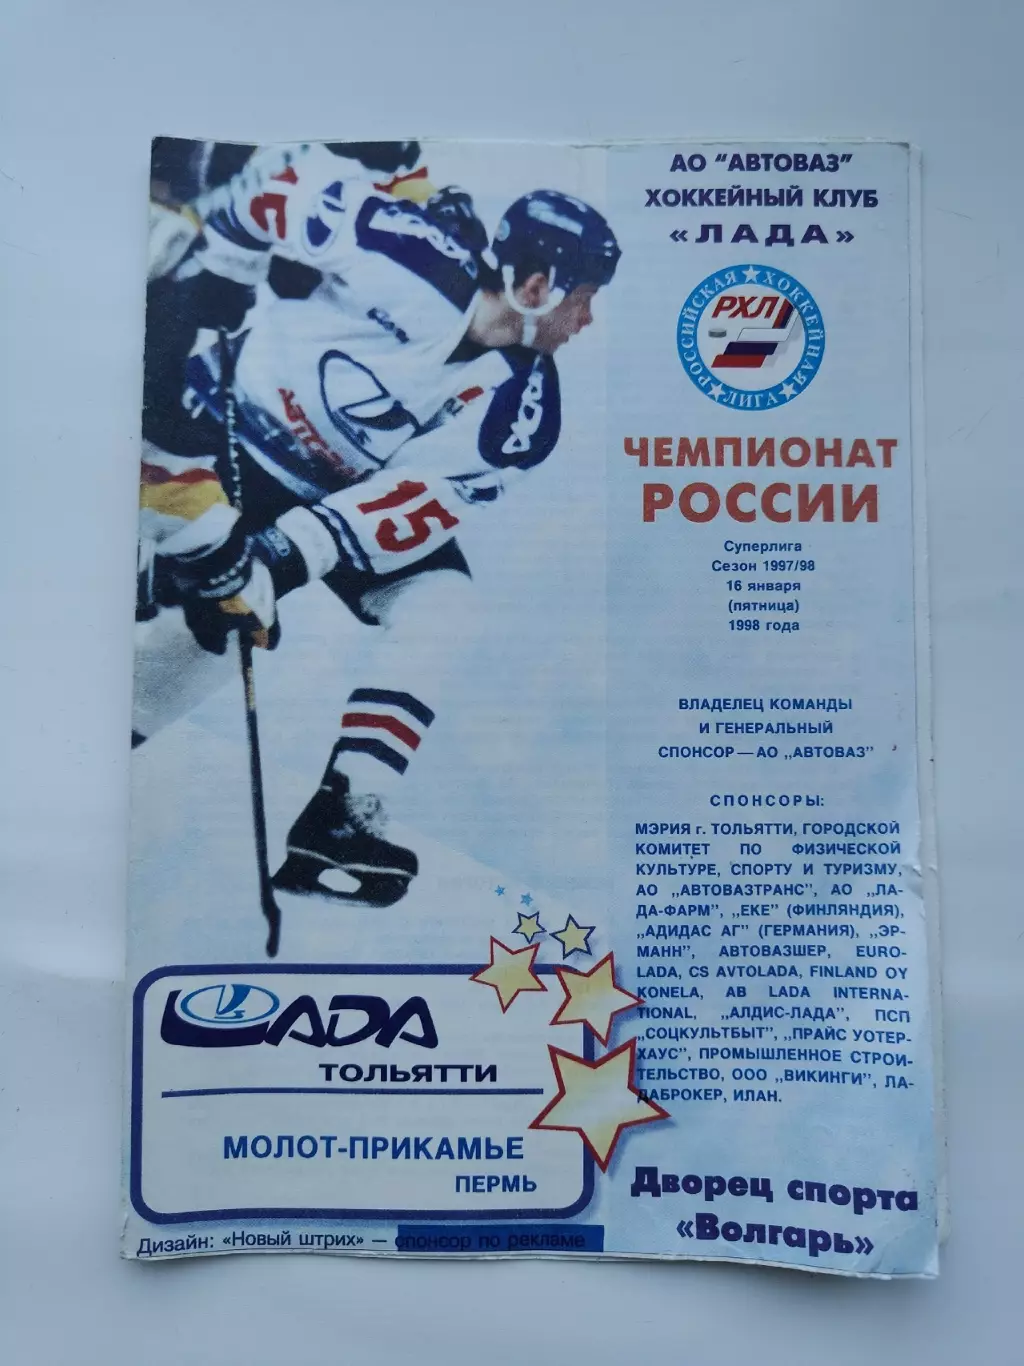 АО "АВТОВАЗ"
ХОККЕЙНЫЙ КЛУБ
«ЛАДА»
РОССИЙСКАЯ ★ ХОККЕЙНАЯ ★ ЛИГА ★
РХЛ
ЧЕМПИОНАТ
РОССИИ
Суперлига
Сезон 1997/98
16 января
(пятница)
1998 года
ВЛАДЕЛЕЦ КОМАНДЫ
И ГЕНЕРАЛЬНЫЙ
СПОНСОР—АО „АВТОВАЗ"
СПОНСОРЫ:
МЭРИЯ г. ТОЛЬЯТТИ, ГОРОДСКОЙ
КОМИТЕТ ПО ФИЗИЧЕСКОЙ
КУЛЬТУРЕ, СПОРТУ И ТУРИЗМУ,
АО „АВТОВАЗТРАНС", АО „ЛА-
ДА-ФАРМ", „ЕКЕ" (ФИНЛЯНДИЯ),
„АДИДАС АГ" (ГЕРМАНИЯ), „ЭР-
МАНН", АВТОВАЗШЕР, EURO-
LADA, CS AVTOLADA, FINLAND OY
KONELA, AB LADA INTERNA-
TIONAL, „АЛДИС-ЛАДА", ПСП
„СОЦКУЛЬТБЫТ", „ПРАЙС УОТЕР-
ХАУС", ПРОМЫШЛЕННОЕ СТРОИ-
ТЕЛЬСТВО, ООО „ВИКИНГИ", ЛА-
ДАБРОКЕР, ИЛАН.
15
LADA
ТОЛЬЯТТИ
МОЛОТ-ПРИКАМЬЕ
ПЕРМЬ
Дворец спорта
«Волгарь»
Дизайн: «Новый штрих» — спонсор по рекламе